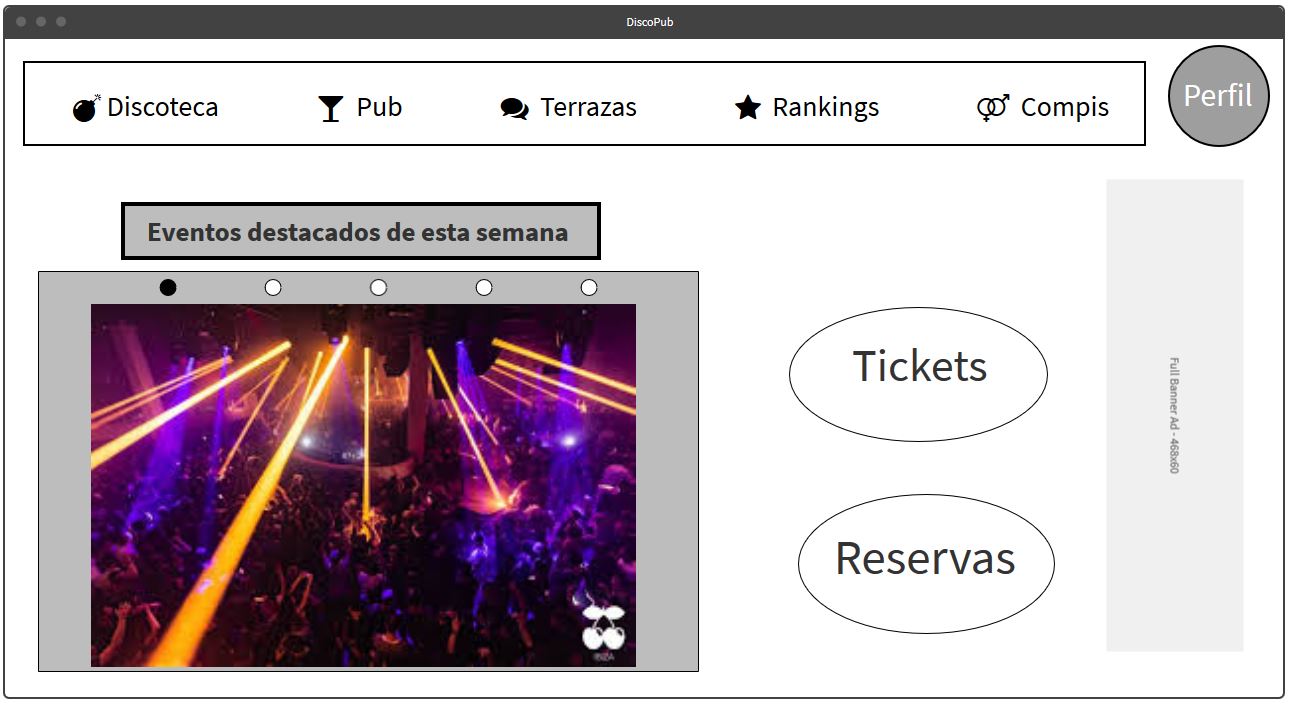 DiscoPub
Discoteca
Pub
Terrazas
Rankings
Compis
Perfil
Eventos destacados de esta semana
Tickets
Reservas
Full Banner Ad - 468x60
IBIZA